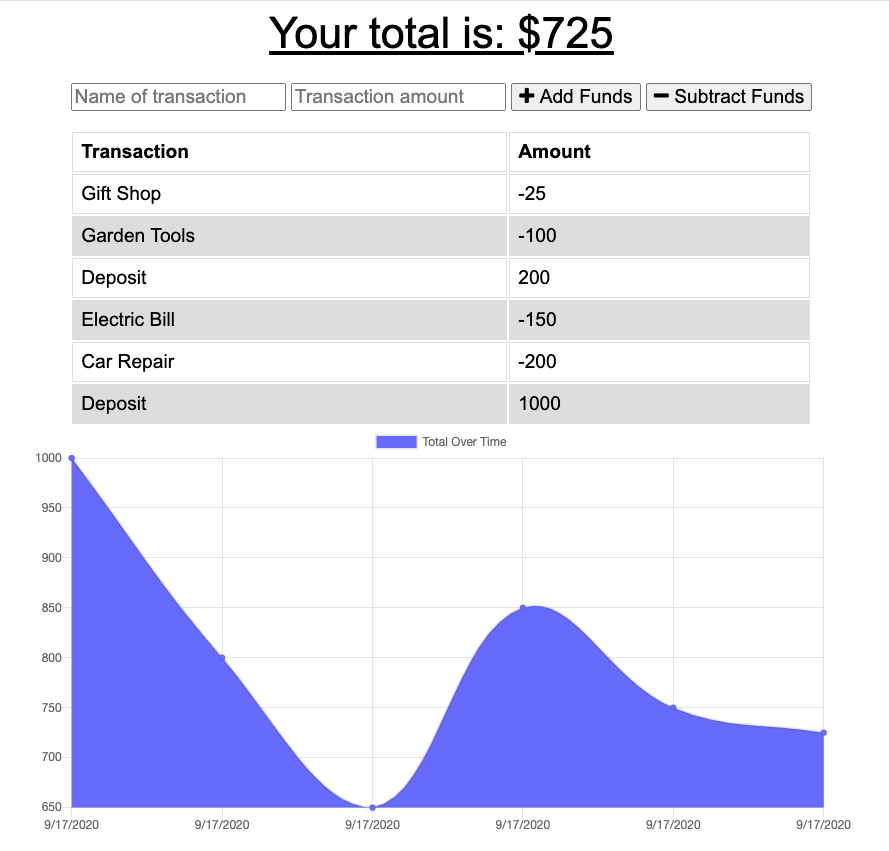 Your total is: $725
Name of transaction Transaction amount + Add Funds − Subtract Funds
Transaction Amount
Gift Shop -25
Garden Tools -100
Deposit 200
Electric Bill -150
Car Repair -200
Deposit 1000
Total Over Time
1000
950
900
850
800
750
700
650
9/17/2020 9/17/2020 9/17/2020 9/17/2020 9/17/2020 9/17/2020